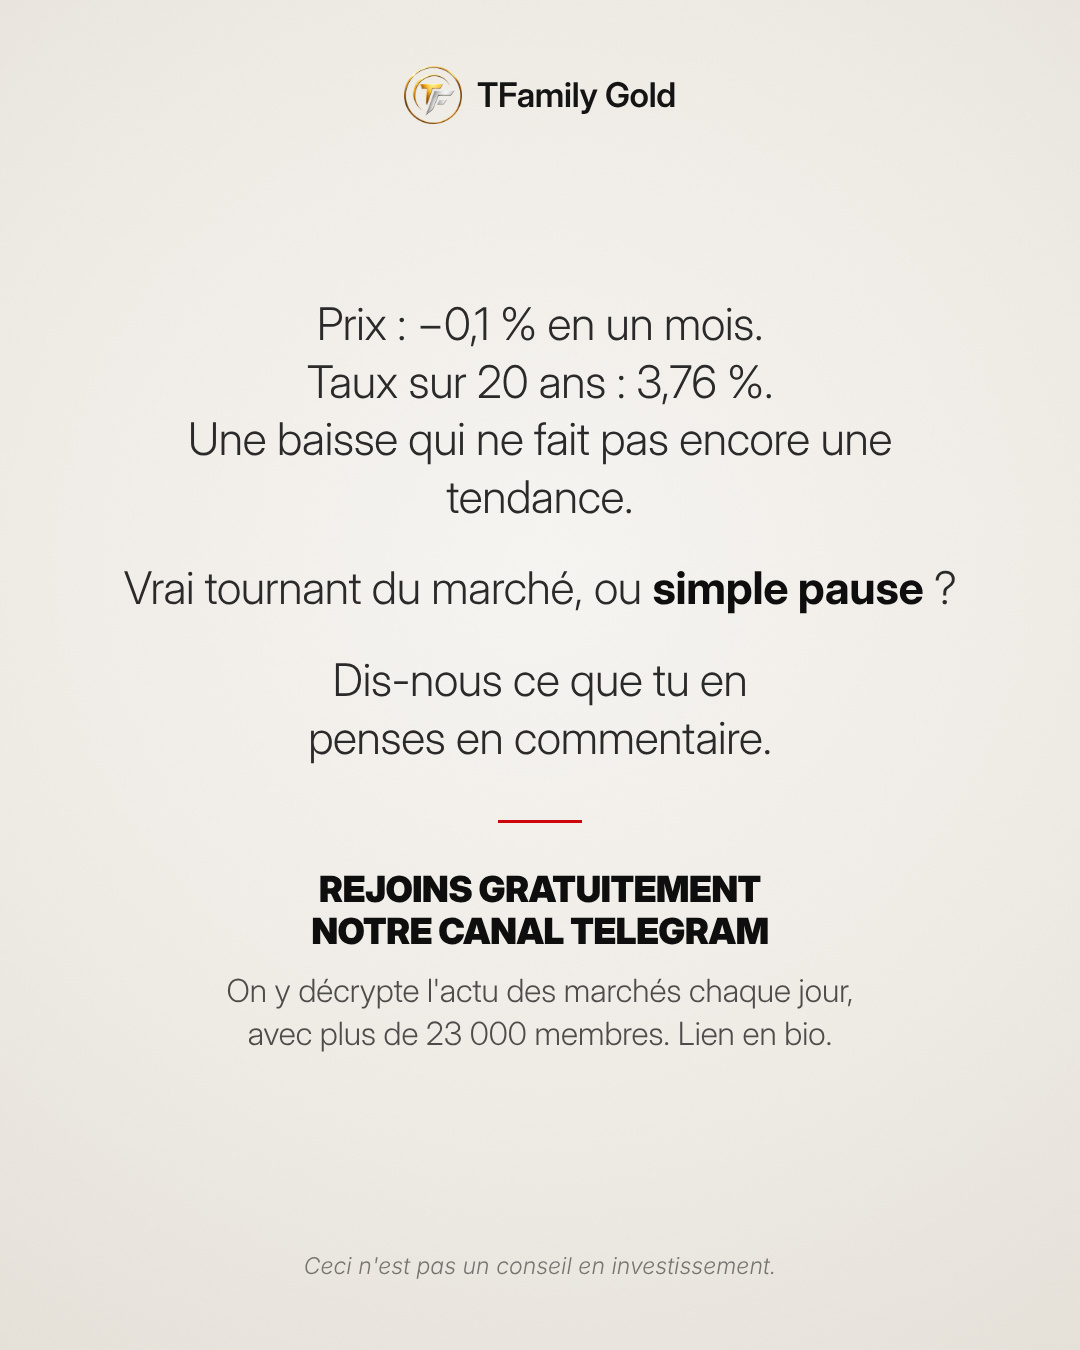 TF TFamily Gold
Prix : −0,1 % en un mois.
Taux sur 20 ans : 3,76 %.
Une baisse qui ne fait pas encore une
tendance.
Vrai tournant du marché, ou simple pause ?
Dis-nous ce que tu en
penses en commentaire.
REJOINS GRATUITEMENT
NOTRE CANAL TELEGRAM
On y décrypte l'actu des marchés chaque jour,
avec plus de 23 000 membres. Lien en bio.
Ceci n'est pas un conseil en investissement.